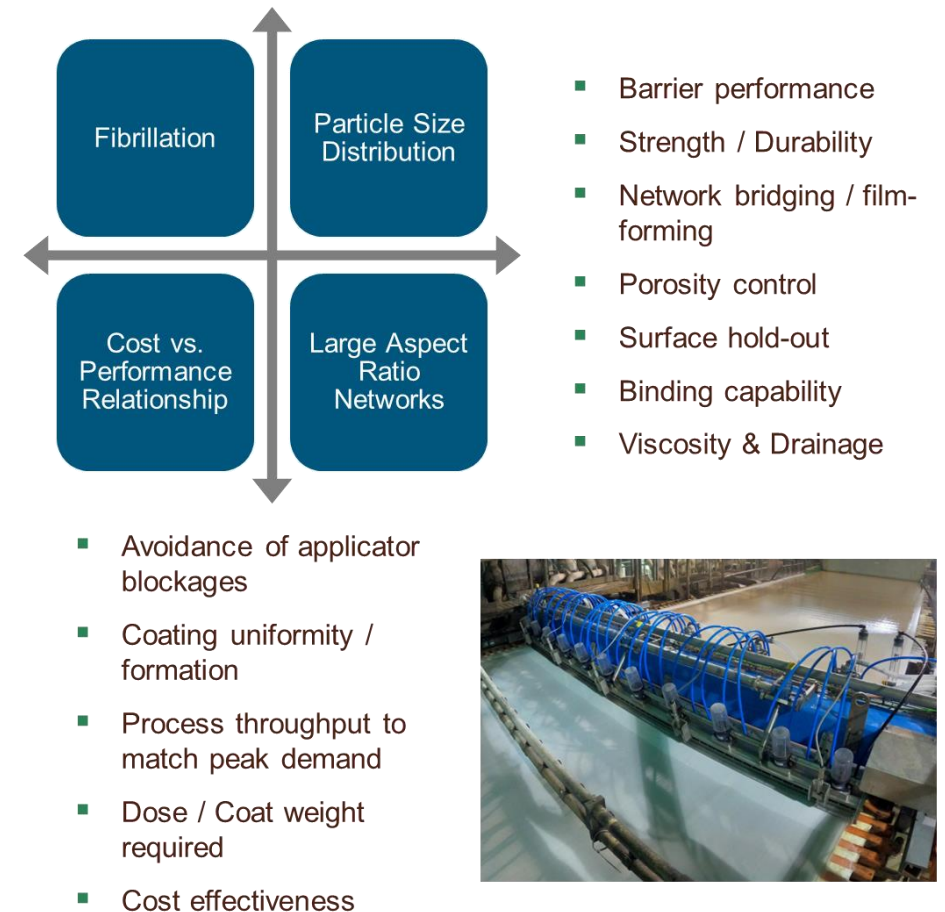 Fibrillation
Particle Size
Distribution
Cost vs.
Performance
Relationship
Large Aspect
Ratio
Networks
Barrier performance
Strength / Durability
Network bridging / film-
forming
Porosity control
Surface hold-out
Binding capability
Viscosity & Drainage
Avoidance of applicator
blockages
Coating uniformity /
formation
Process throughput to
match peak demand
Dose / Coat weight
required
Cost effectiveness